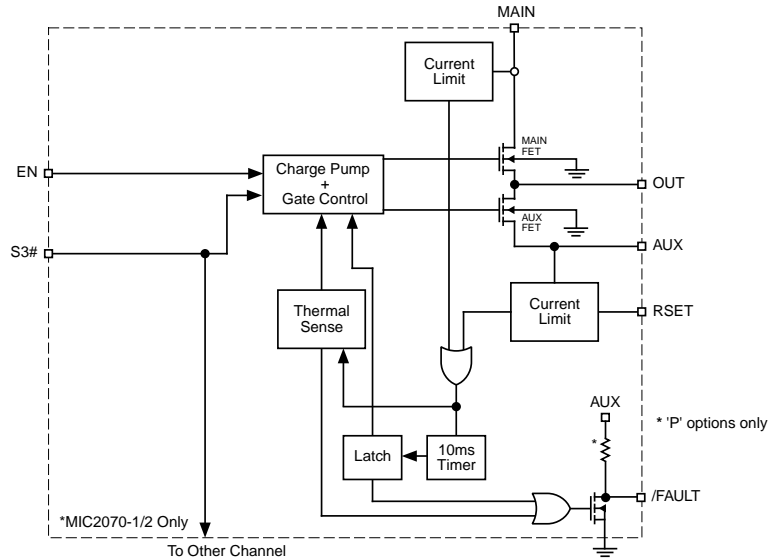 MAIN
Current
Limit
MAIN
FET
EN
Charge Pump
+
Gate Control
OUT
AUX
FET
S3#
AUX
Thermal
Sense
Current
Limit
RSET
AUX
* 'P' options only
*
Latch
10ms
Timer
/FAULT
*MIC2070-1/2 Only
To Other Channel